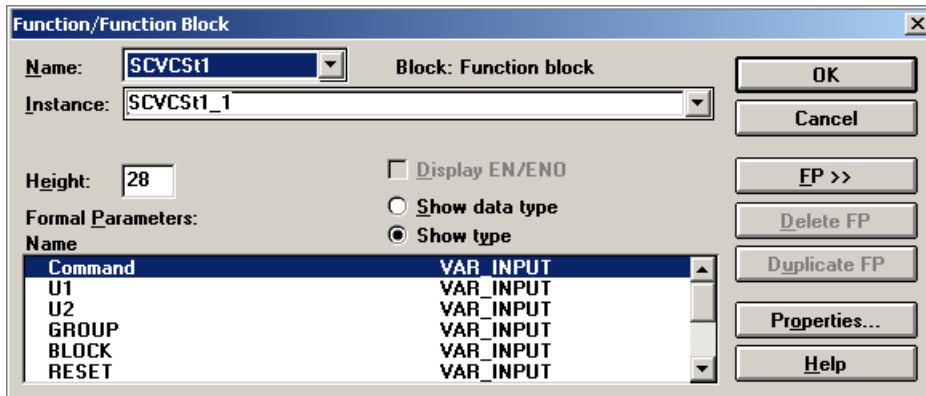 Function/Function Block
Name: SCVCSt1 Block: Function block
OK
Instance: SCVCSt1_1
Cancel
Height: 28
Display EN/ENO
FP >>
Show data type
Formal Parameters:
Delete FP
Name
Show type
Command VAR_INPUT
Duplicate FP
U1 VAR_INPUT
U2 VAR_INPUT
GROUP VAR_INPUT
Properties...
BLOCK VAR_INPUT
RESET VAR_INPUT
Help